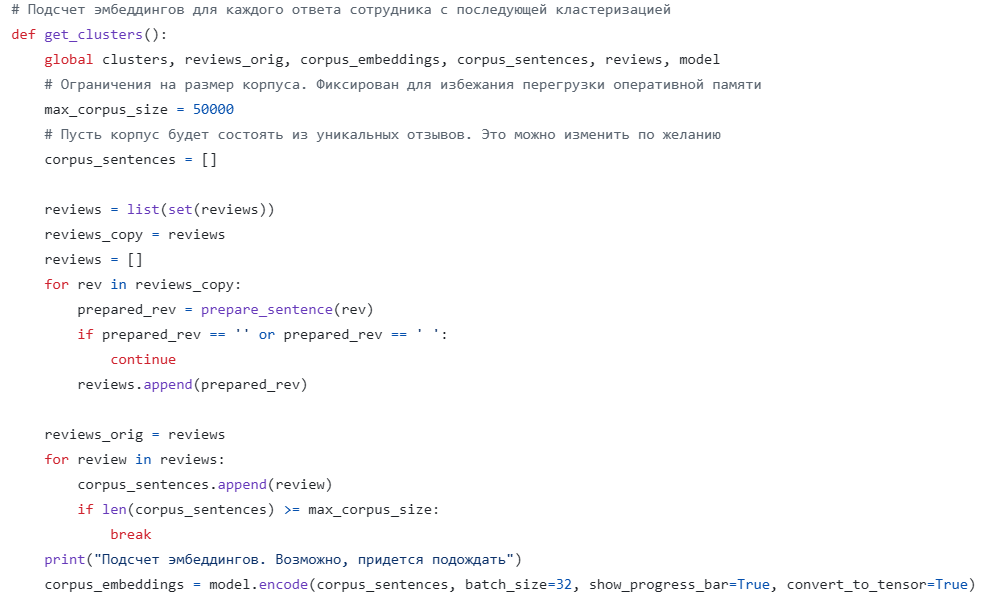 # Подсчет эмбеддингов для каждого ответа сотрудника с последующей кластеризацией
def get_clusters():
    global clusters, reviews_orig, corpus_embeddings, corpus_sentences, reviews, model
    # Ограничения на размер корпуса. Фиксирован для избежания перегрузки оперативной памяти
    max_corpus_size = 50000
    # Пусть корпус будет состоять из уникальных отзывов. Это можно изменить по желанию
    corpus_sentences = []

    reviews = list(set(reviews))
    reviews_copy = reviews
    reviews = []
    for rev in reviews_copy:
        prepared_rev = prepare_sentence(rev)
        if prepared_rev == '' or prepared_rev == ' ':
            continue
        reviews.append(prepared_rev)

    reviews_orig = reviews
    for review in reviews:
        corpus_sentences.append(review)
        if len(corpus_sentences) >= max_corpus_size:
            break
    print("Подсчет эмбеддингов. Возможно, придется подождать")
    corpus_embeddings = model.encode(corpus_sentences, batch_size=32, show_progress_bar=True, convert_to_tensor=True)